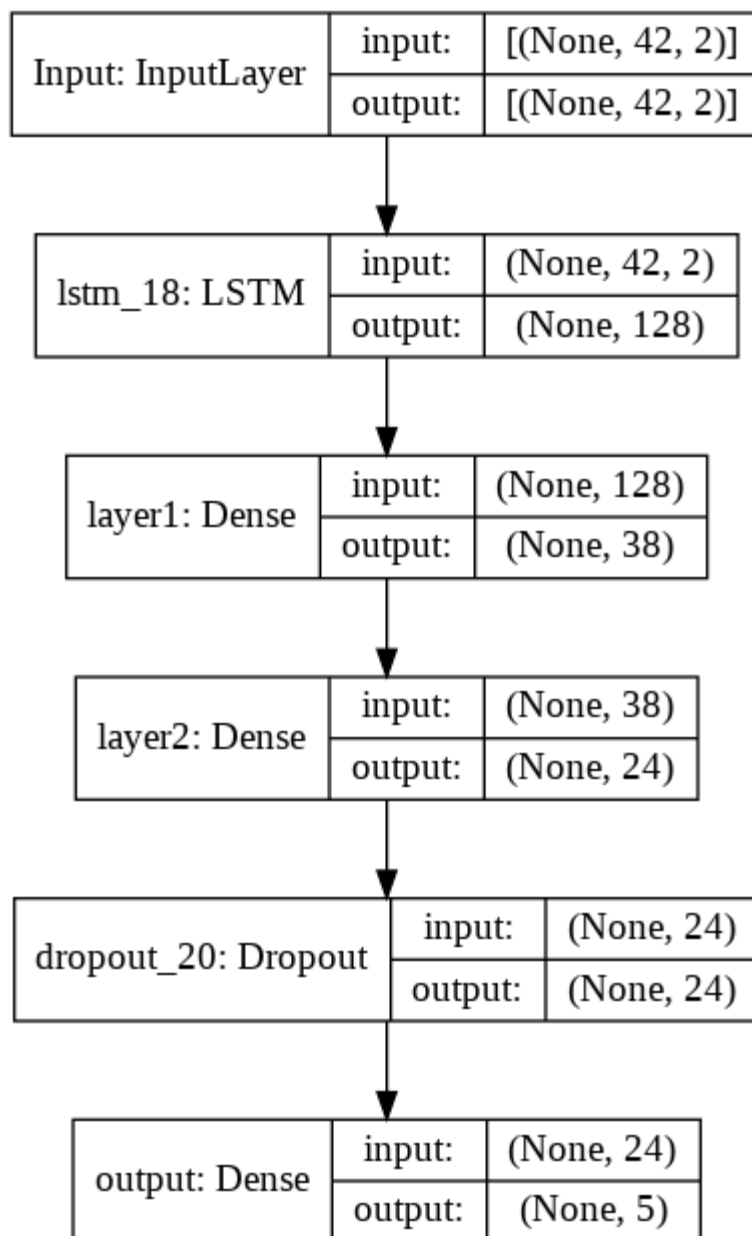 Input: InputLayer
input: [(None, 42, 2)]
output: [(None, 42, 2)]
lstm_18: LSTM
input: (None, 42, 2)
output: (None, 128)
layer1: Dense
input: (None, 128)
output: (None, 38)
layer2: Dense
input: (None, 38)
output: (None, 24)
dropout_20: Dropout
input: (None, 24)
output: (None, 24)
output: Dense
input: (None, 24)
output: (None, 5)